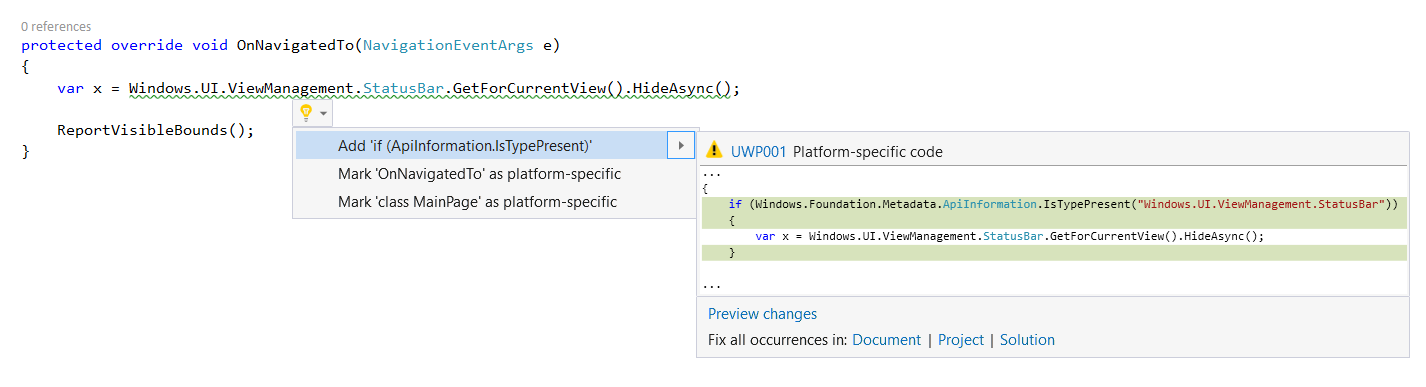 0 references
protected override void OnNavigatedTo(NavigationEventArgs e)
{
var x = Windows.UI.ViewManagement.StatusBar.GetForCurrentView().HideAsync();
ReportVisibleBounds();
}
Add 'if (ApiInformation.IsTypePresent)'
Mark 'OnNavigatedTo' as platform-specific
Mark 'class MainPage' as platform-specific
UWP001 Platform-specific code
...
{
if (Windows.Foundation.Metadata.ApiInformation.IsTypePresent("Windows.UI.ViewManagement.StatusBar"))
{
var x = Windows.UI.ViewManagement.StatusBar.GetForCurrentView().HideAsync();
}
...
Preview changes
Fix all occurrences in: Document | Project | Solution